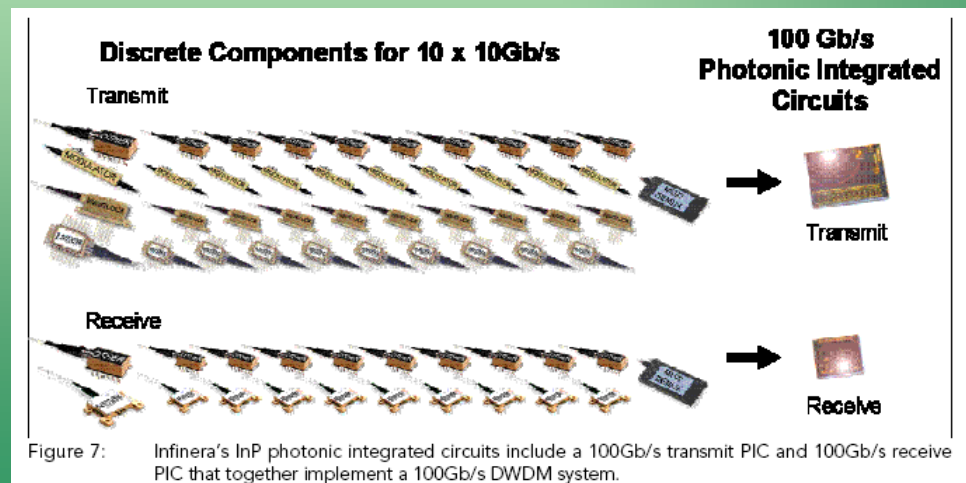 Discrete Components for 10 x 10Gb/s
100 Gb/s
Photonic Integrated
Circuits
Transmit
MODULATOR
Transmit
Receive
Receive
Figure 7: Infinera's InP photonic integrated circuits include a 100Gb/s transmit PIC and 100Gb/s receive
PIC that together implement a 100Gb/s DWDM system.